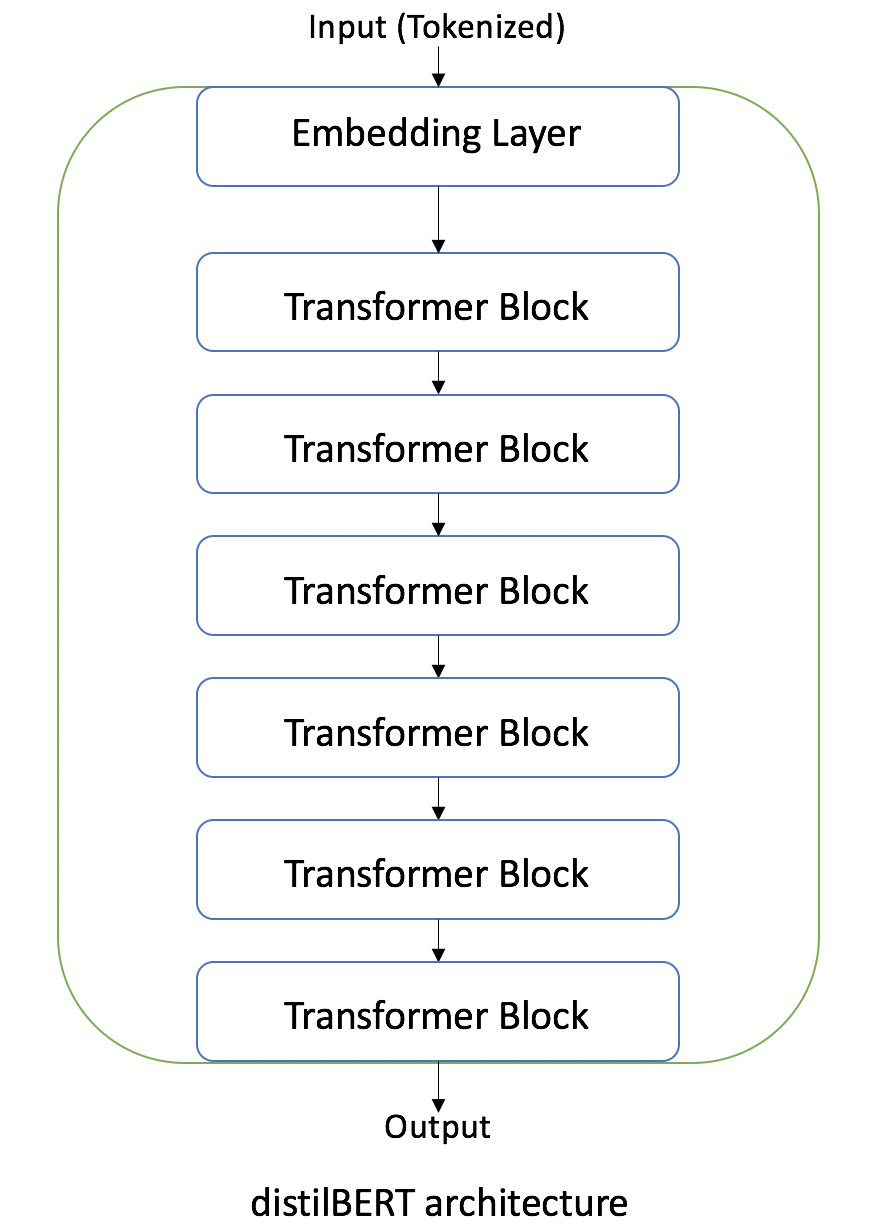 Input (Tokenized)
Embedding Layer
Transformer Block
Transformer Block
Transformer Block
Transformer Block
Transformer Block
Transformer Block
Output
distilBERT architecture